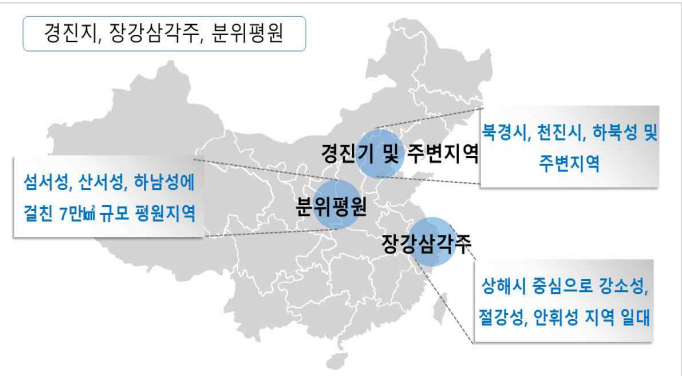 경진지, 장강삼각주, 분위평원
북경시, 천진시, 하북성 및
주변지역
경진기 및 주변지역
섬서성, 산서성, 하남성에
걸친 7만㎢ 규모 평원지역
분위평원
장강삼각주
상해시 중심으로 강소성,
절강성, 안휘성 지역 일대